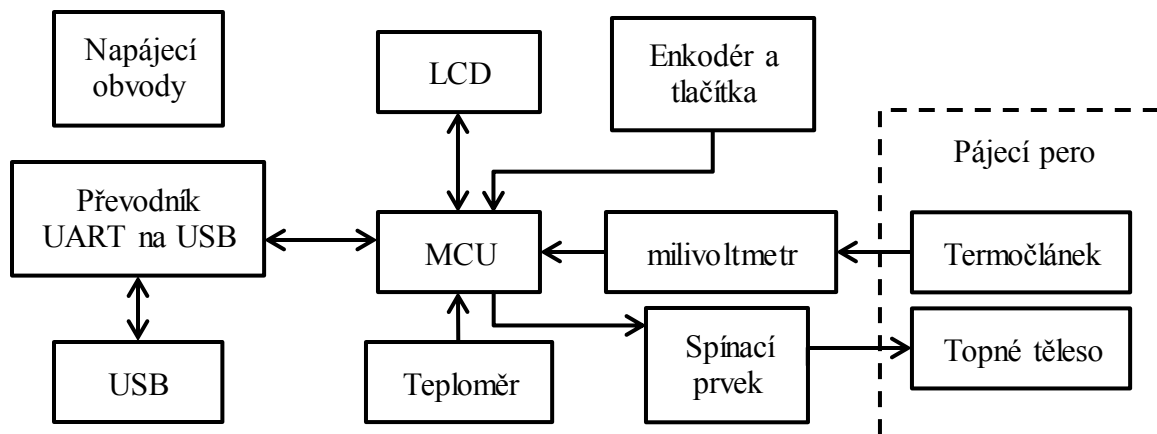 Napájecí
obvody
LCD
Enkodér a
tlačítka
Pájecí pero
Převodník
UART na USB
MCU
milivoltmetr
Termočlánek
USB
Teploměr
Spínací
prvek
Topné těleso